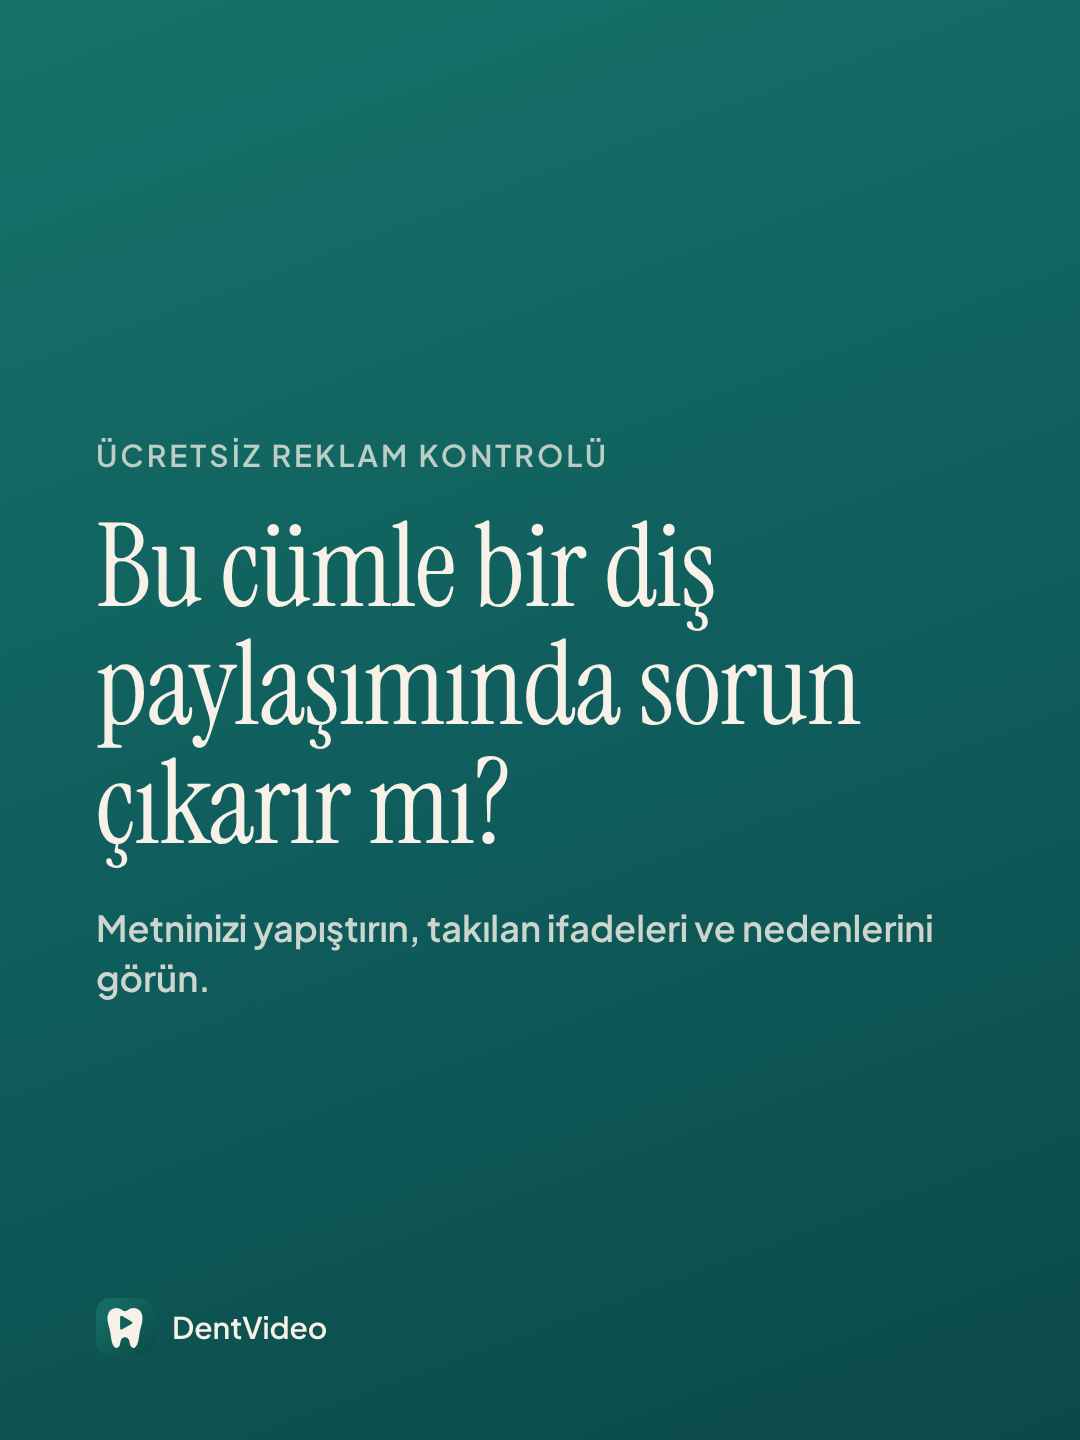 ÜCRETSİZ REKLAM KONTROLÜ
Bu cümle bir diş
paylaşımında sorun
çıkarır mı?
Metninizi yapıştırın, takılan ifadeleri ve nedenlerini
görün.
DentVideo